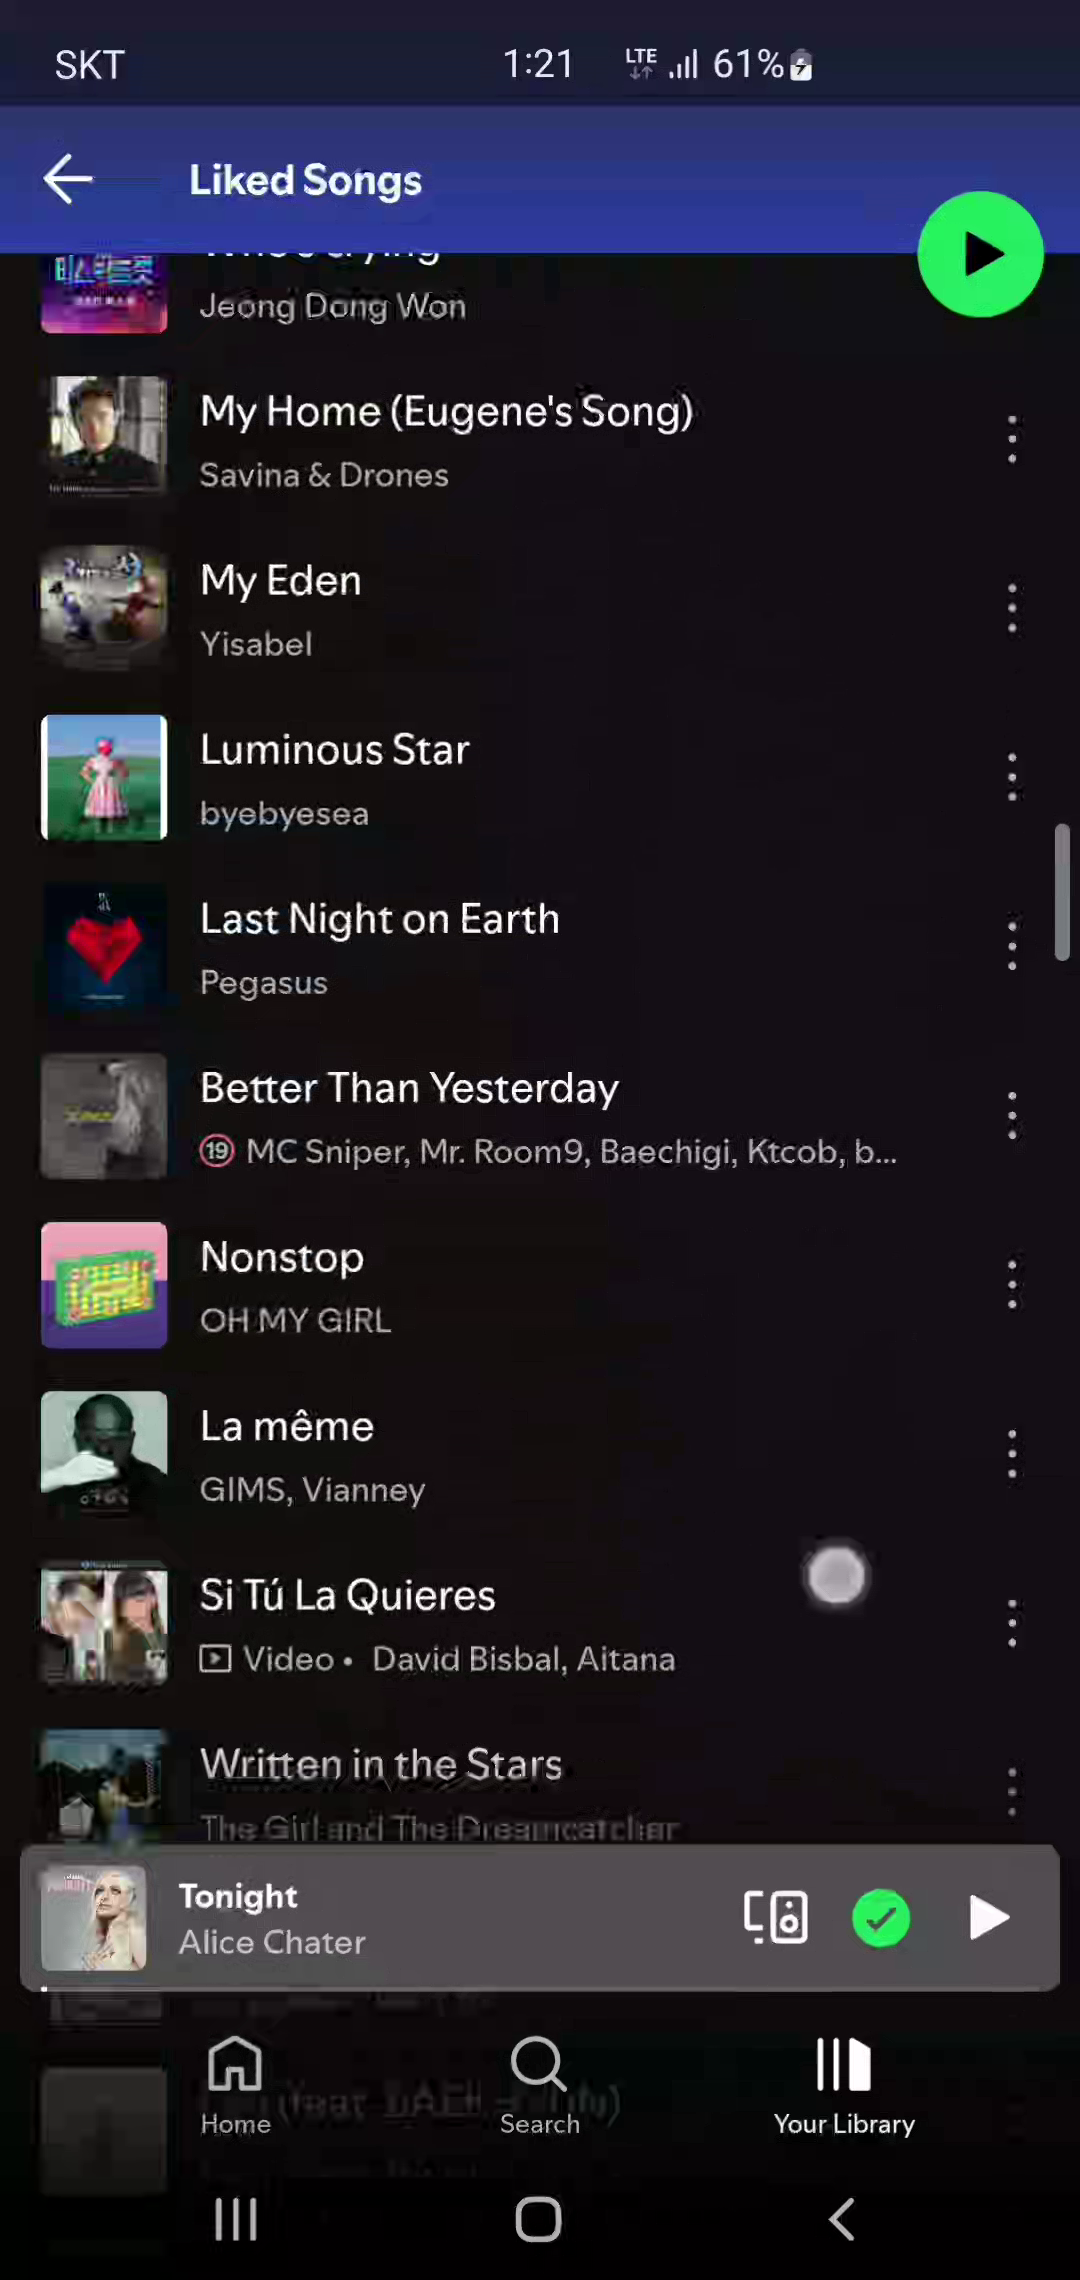 SKT
1:21
LTE
61%
Liked Songs
Who's crying
Jeong Dong Won
My Home (Eugene's Song)
Savina & Drones
My Eden
Yisabel
Luminous Star
byebyesea
Last Night on Earth
Pegasus
Better Than Yesterday
19 MC Sniper, Mr. Room9, Baechigi, Ktcob, b...
Nonstop
OH MY GIRL
La même
GIMS, Vianney
Si Tú La Quieres
Video • David Bisbal, Aitana
Written in the Stars
The Girl and The Dreamcatcher
Tonight
Alice Chater
Home
Search
Your Library